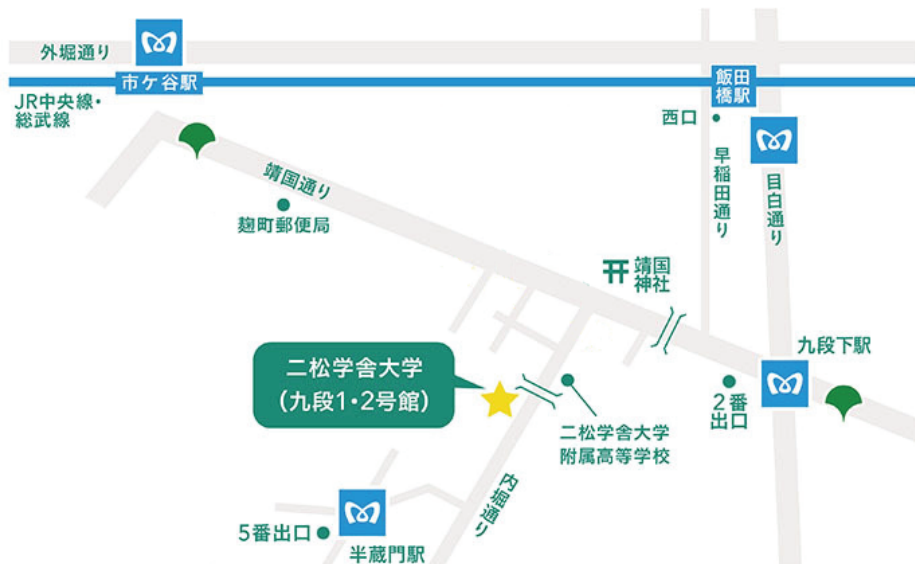 外堀通り
市ケ谷駅
JR中央線・
総武線
飯田
橋駅
西口
早稲田通り
目白通り
靖国通り
麹町郵便局
靖国
神社
九段下駅
二松学舎大学
(九段1・2号館)
2番
出口
二松学舎大学
附属高等学校
内堀通り
5番出口
半蔵門駅